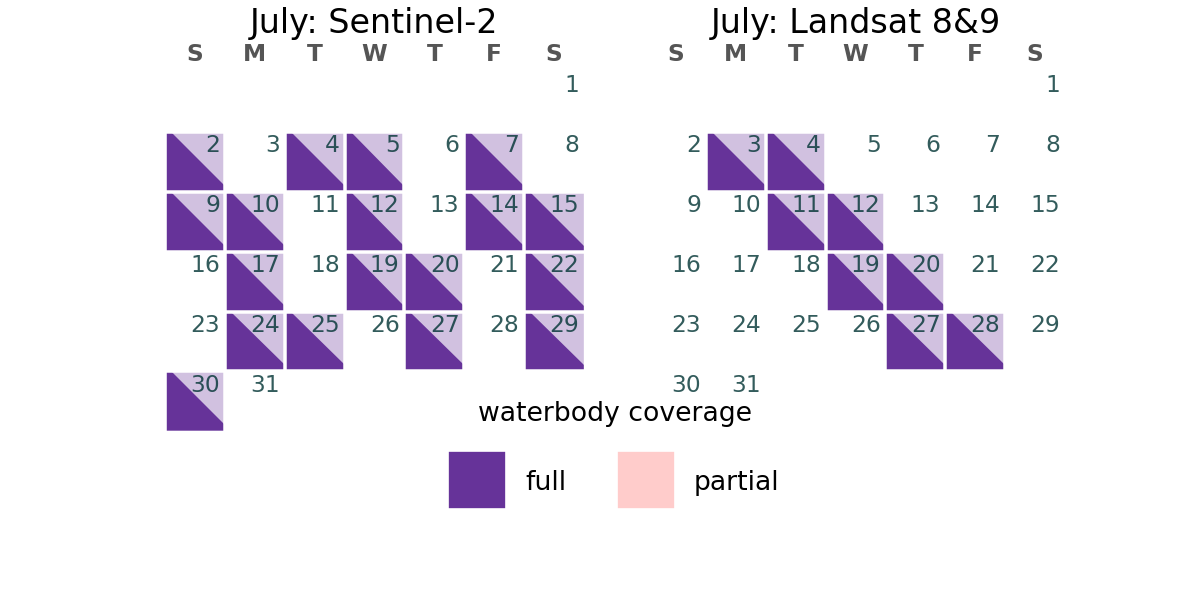 July: Sentinel-2
S M T W T F S
1
2 3 4 5 6 7 8
9 10 11 12 13 14 15
16 17 18 19 20 21 22
23 24 25 26 27 28 29
30 31
July: Landsat 8&9
S M T W T F S
1
2 3 4 5 6 7 8
9 10 11 12 13 14 15
16 17 18 19 20 21 22
23 24 25 26 27 28 29
30 31
waterbody coverage
full partial